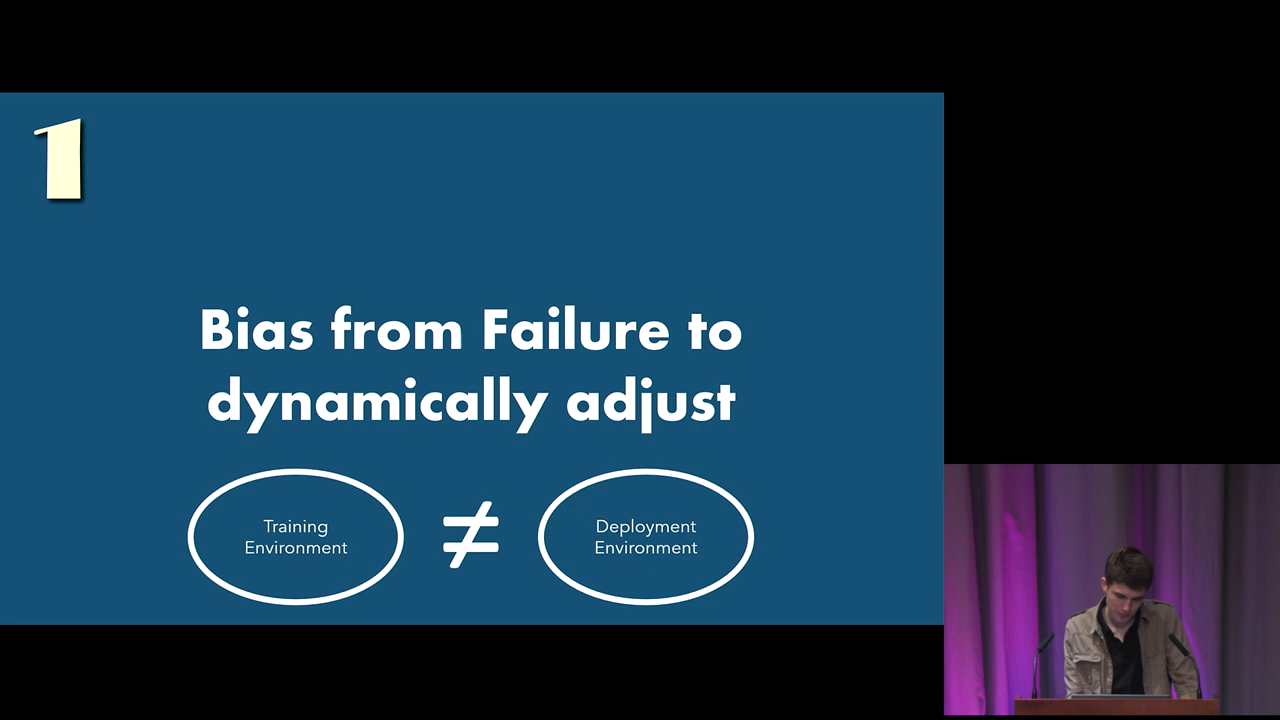 1
Bias from Failure to
dynamically adjust
Training
Environment
≠
Deployment
Environment